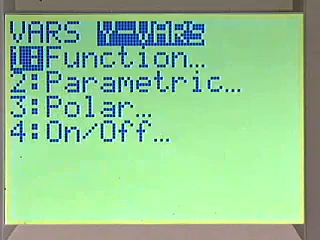 VARS Y-VARS
1:Function...
2:Parametric...
3:Polar...
4:On/Off...